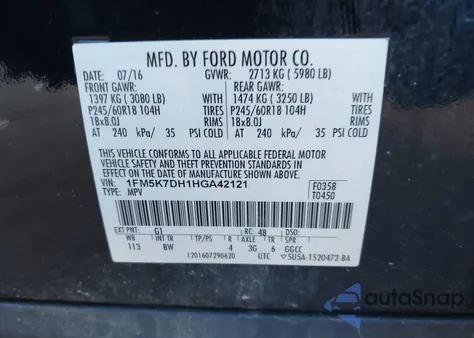 MFD. BY FORD MOTOR CO.
DATE: 07/16 GVWR: 2713 KG ( 5980 LB)
FRONT GAWR: REAR GAWR:
1397 KG ( 3080 LB) WITH 1474 KG ( 3250 LB) WITH
P245/60R18 104H TIRES P245/60R18 104H TIRES
18x8.0J RIMS 18x8.0J RIMS
AT 240 kPa/ 35 PSI COLD AT 240 kPa/ 35 PSI COLD
THIS VEHICLE CONFORMS TO ALL APPLICABLE FEDERAL MOTOR
VEHICLE SAFETY AND THEFT PREVENTION STANDARDS IN
EFFECT ON THE DATE OF MANUFACTURE SHOWN ABOVE.
VIN: 1FM5K7DH1HGA42121 F0358
TYPE: MPV T0450
EXT PNT: G1 RC: 48 DSO:
WB INT TR TP/PS R AXLE TR SPR
113 BW 4 3G 6 GGCC
1201607290620 UTC
autoSnap